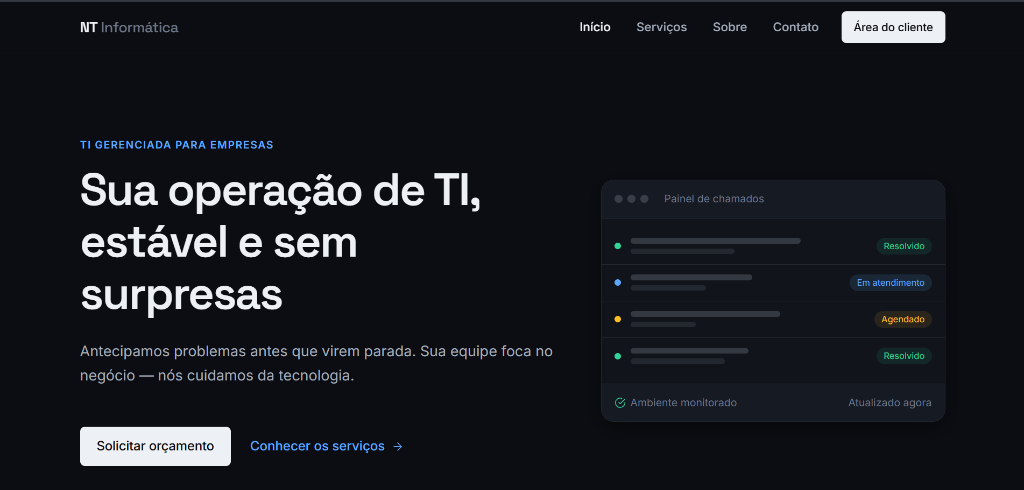 NT Informática
Início
Serviços
Sobre
Contato
Área do cliente
TI GERENCIADA PARA EMPRESAS
Sua operação de TI,
estável e sem
surpresas
Antecipamos problemas antes que virem parada. Sua equipe foca no
negócio — nós cuidamos da tecnologia.
Solicitar orçamento
Conhecer os serviços →
Painel de chamados
Resolvido
Em atendimento
Agendado
Resolvido
Ambiente monitorado
Atualizado agora